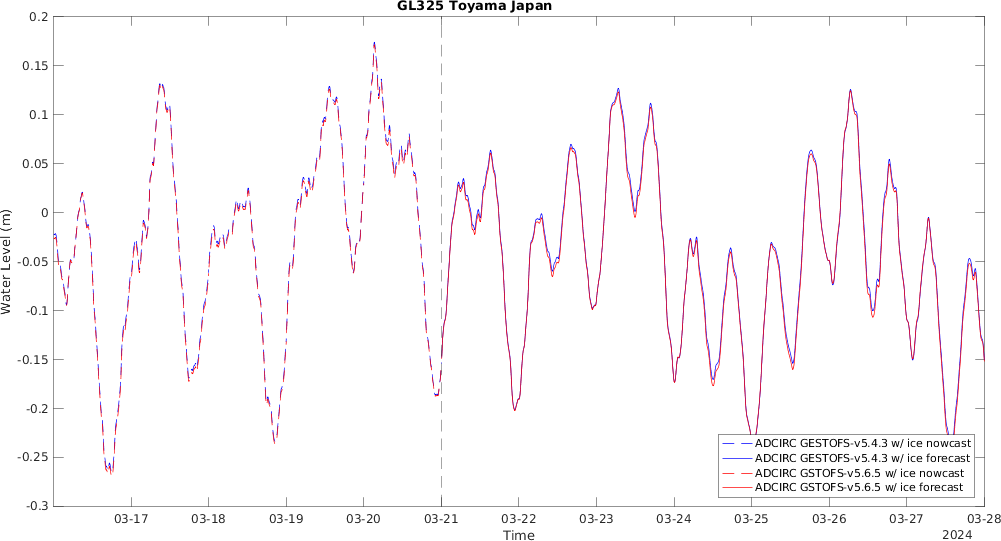 GL325 Toyama Japan
0.2
0.15
0.1
0.05
0
-0.05
-0.1
-0.15
-0.2
-0.25
-0.3
Water Level (m)
ADCIRC GESTOFS-v5.4.3 w/ ice nowcast
ADCIRC GESTOFS-v5.4.3 w/ ice forecast
ADCIRC GSTOFS-v5.6.5 w/ ice nowcast
ADCIRC GSTOFS-v5.6.5 w/ ice forecast
03-17 03-18 03-19 03-20 03-21 03-22 03-23 03-24 03-25 03-26 03-27 03-28
Time
2024